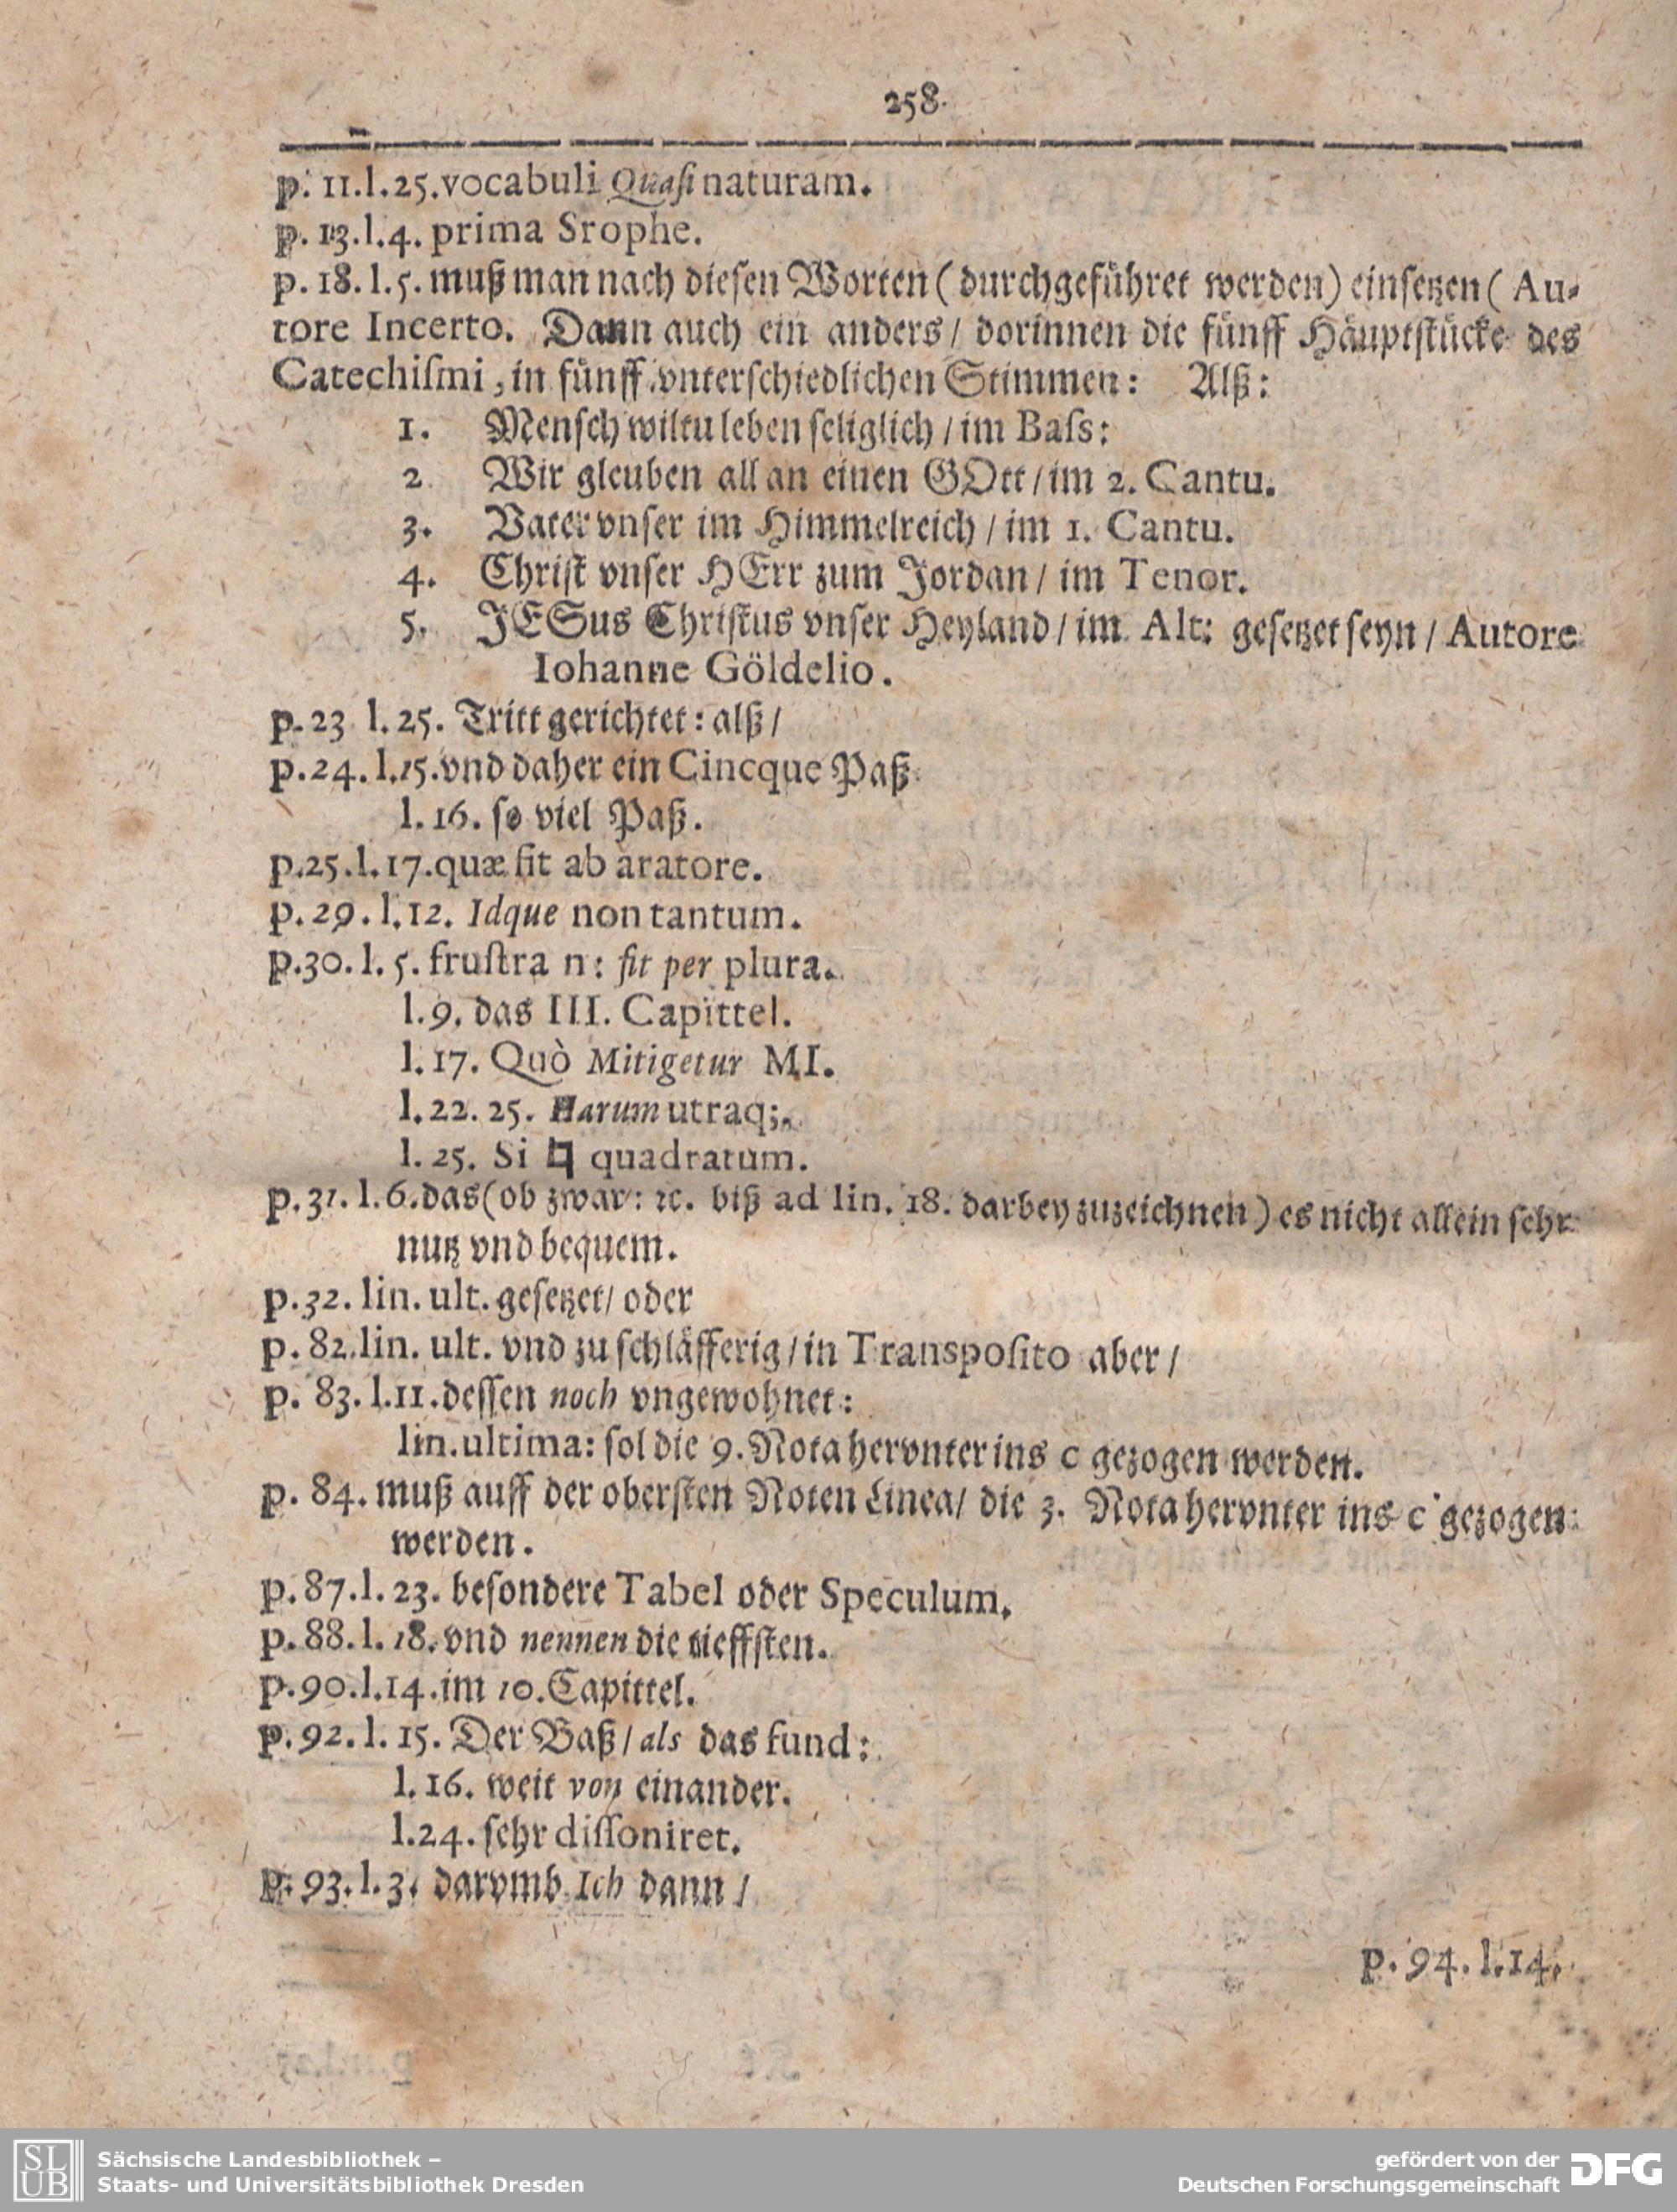 258.
p. 11.l.25.vocabuli Quaſi naturam.
p. 13.l.4. prima Srophe.
p. 18. l. 5. muß man nach dieſen Worten (durchgeführet werden) einſetzen (Au-
tore Incerto. Dann auch ein anders / dorinnen die fünff Häuptſtücke des
Catechiſmi, in fünff vnterſchiedlichen Stimmen: Alß:
1. Menſch wiltu leben ſeliglich / im Baſs:
2 Wir gleuben all an einen GOtt / im 2. Cantu.
3. Vater vnſer im Himmelreich / im 1. Cantu.
4. Chriſt vnſer HErr zum Jordan / im Tenor.
5. JESus Chriſtus vnſer Heyland / im Alt: geſetzet ſeyn / Autore
Iohanne Göldelio.
p. 23 l. 25. Tritt gerichtet: alß /
p.24. l.15.vnd daher ein Cincque Paß.
l. 16. ſo viel Paß.
p.25.l.17.quæ ſit ab aratore.
p. 29. l.12. Idque non tantum.
p.30. l. 5. fruſtra n: fit per plura.
l.9. das III. Capittel.
l.17. Quò Mitigetur MI.
l.22. 25. Harum utraq;.
l. 25. Si ♮ quadratum.
p.31. l.6.das (ob zwar: ꝛc. biß ad lin. 18. darbey zuzeichnen) es nicht allein ſehr
nutz vnd bequem.
p.32. lin. ult. geſetzet / oder
p. 82.lin. ult. vnd zu ſchläfferig / in Transpoſito aber /
p. 83. l.11.deſſen noch vngewohnet:
lin.ultima: ſol die 9. Nota hervnter ins c gezogen werden.
p. 84. muß auff der oberſten Noten Linea / die 3. Nota hervnter ins c gezogen
werden.
p.87.l. 23. beſondere Tabel oder Speculum.
p.88.l. 18.vnd nennen die tieffſten.
p.90.l.14.im 10.Capittel.
p.92.l. 15. Der Baß / als das fund:
l. 16. weit von einander.
l.24. ſehr diſſoniret.
p. 93. l. 3. darvmb Ich dann /
p. 94. l.14.
SLUB
Sächsische Landesbibliothek –
Staats- und Universitätsbibliothek Dresden
gefördert von der
Deutschen Forschungsgemeinschaft
DFG